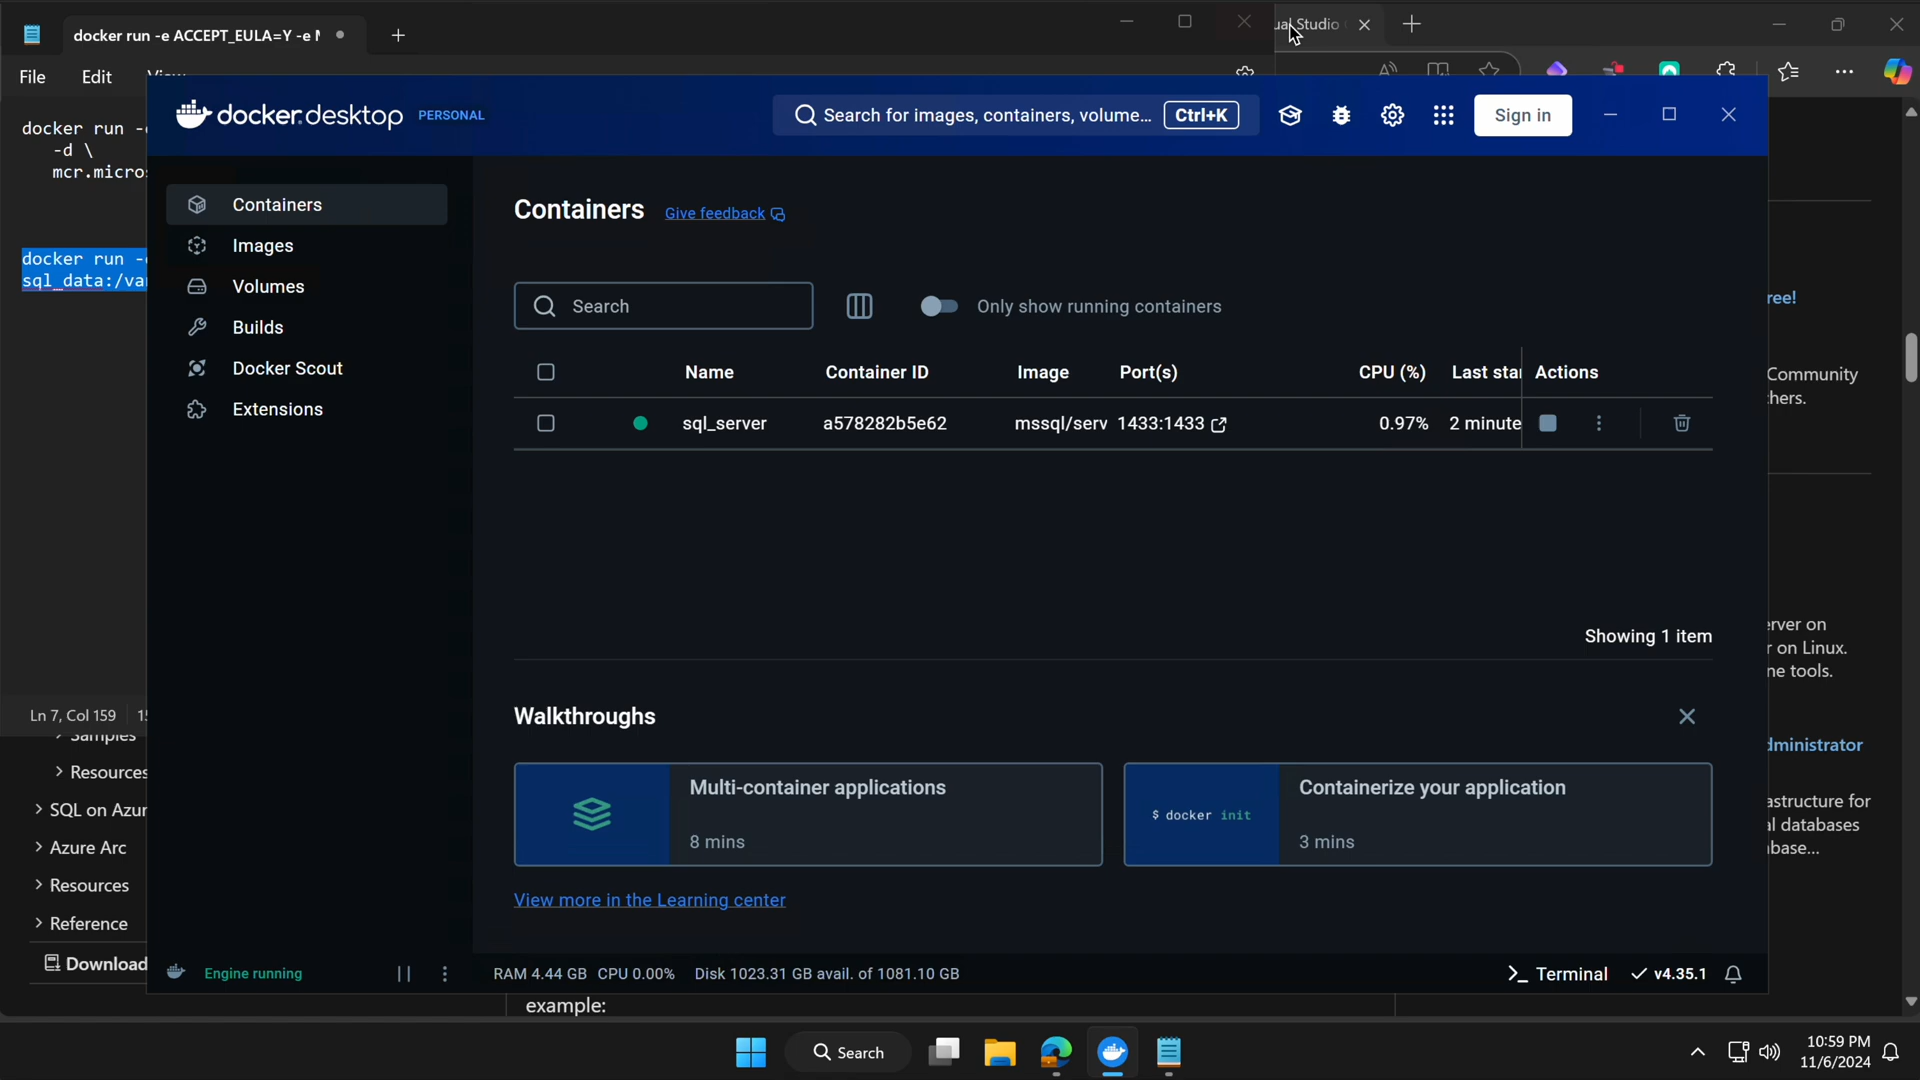 docker run -e ACCEPT_EULA=Y -e
ual Studio
File Edit View
docker run -
-d \
mcr.micros
docker run -
sql_data:/va
docker.desktop PERSONAL
Search for images, containers, volume... Ctrl+K
Sign in
Containers
Images
Volumes
Builds
Docker Scout
Extensions
Containers Give feedback
Search
Only show running containers
Name Container ID Image Port(s) CPU (%) Last star Actions
sql_server a578282b5e62 mssql/serv 1433:1433 0.97% 2 minute
Showing 1 item
Walkthroughs
Multi-container applications
8 mins
$ docker init
Containerize your application
3 mins
View more in the Learning center
Engine running
RAM 4.44 GB CPU 0.00% Disk 1023.31 GB avail. of 1081.10 GB
Terminal v4.35.1
ree!
Community
hers.
erver on
r on Linux.
ne tools.
dministrator
astructure for
al databases
base...
Ln 7, Col 159
Samples
Resources
SQL on Azur
Azure Arc
Resources
Reference
Download
example:
Search
10:59 PM
11/6/2024